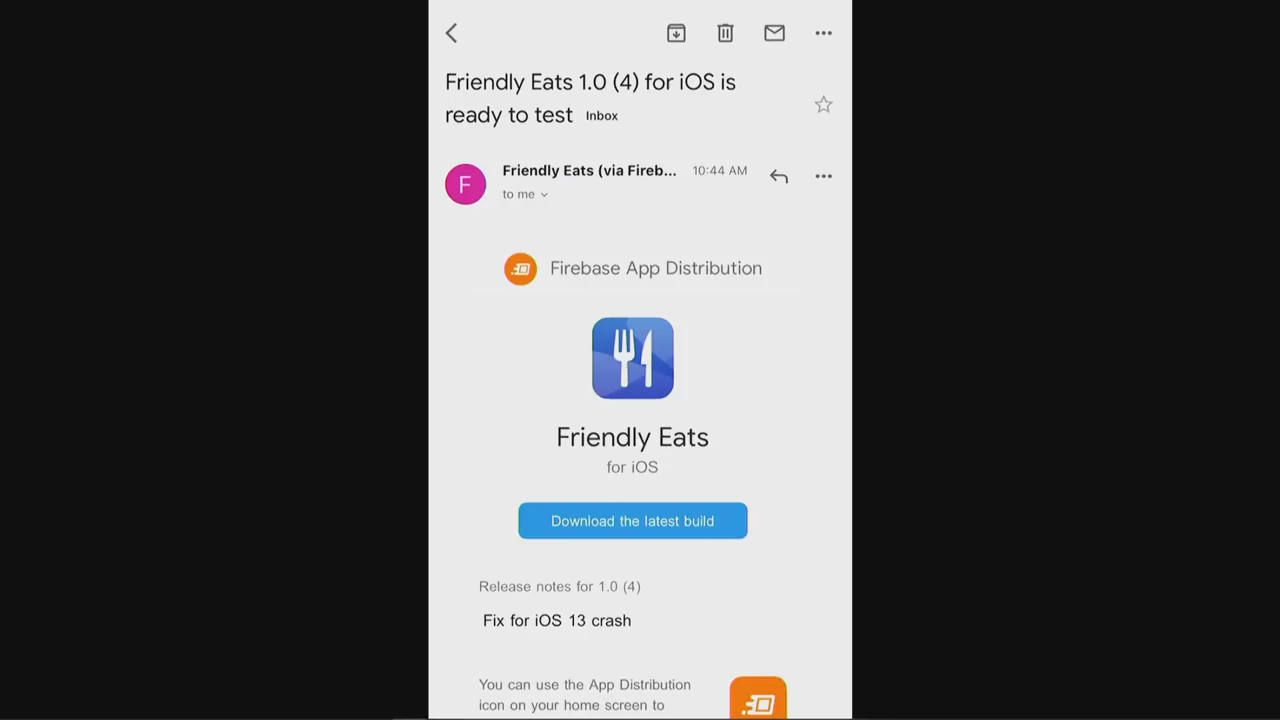 Friendly Eats 1.0 (4) for iOS is
ready to test Inbox
F
Friendly Eats (via Fireb... 10:44 AM
to me
Firebase App Distribution
Friendly Eats
for iOS
Download the latest build
Release notes for 1.0 (4)
Fix for iOS 13 crash
You can use the App Distribution
icon on your home screen to